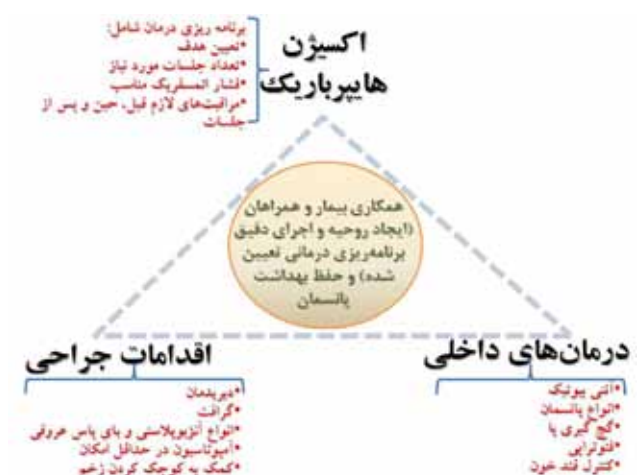 اکسیژن
هایپرباریک
برنامه ریزی درمان شامل:
•تعیین هدف
•تعداد جلسات مورد نیاز
•فشار اتمسفریک مناسب
•مراقبت‌های لازم قبل، حین و پس از
جلسات
همکاری بیمار و همراهان
(ایجاد روحیه و اجرای دقیق
برنامه‌ریزی درمانی تعیین
شده) و حفظ بهداشت
پانسمان
درمان‌های داخلی
•آنتی بیوتیک
•انواع پانسمان
•گچ گیری پا
•فتوتراپی
•کنترل قند خون
اقدامات جراحی
•دبریدمان
•گرافت
•انواع آنژیوپلاستی و بای پاس عروقی
•آمپوتاسیون در حداقل امکان
•کمک به کوچک کردن زخم